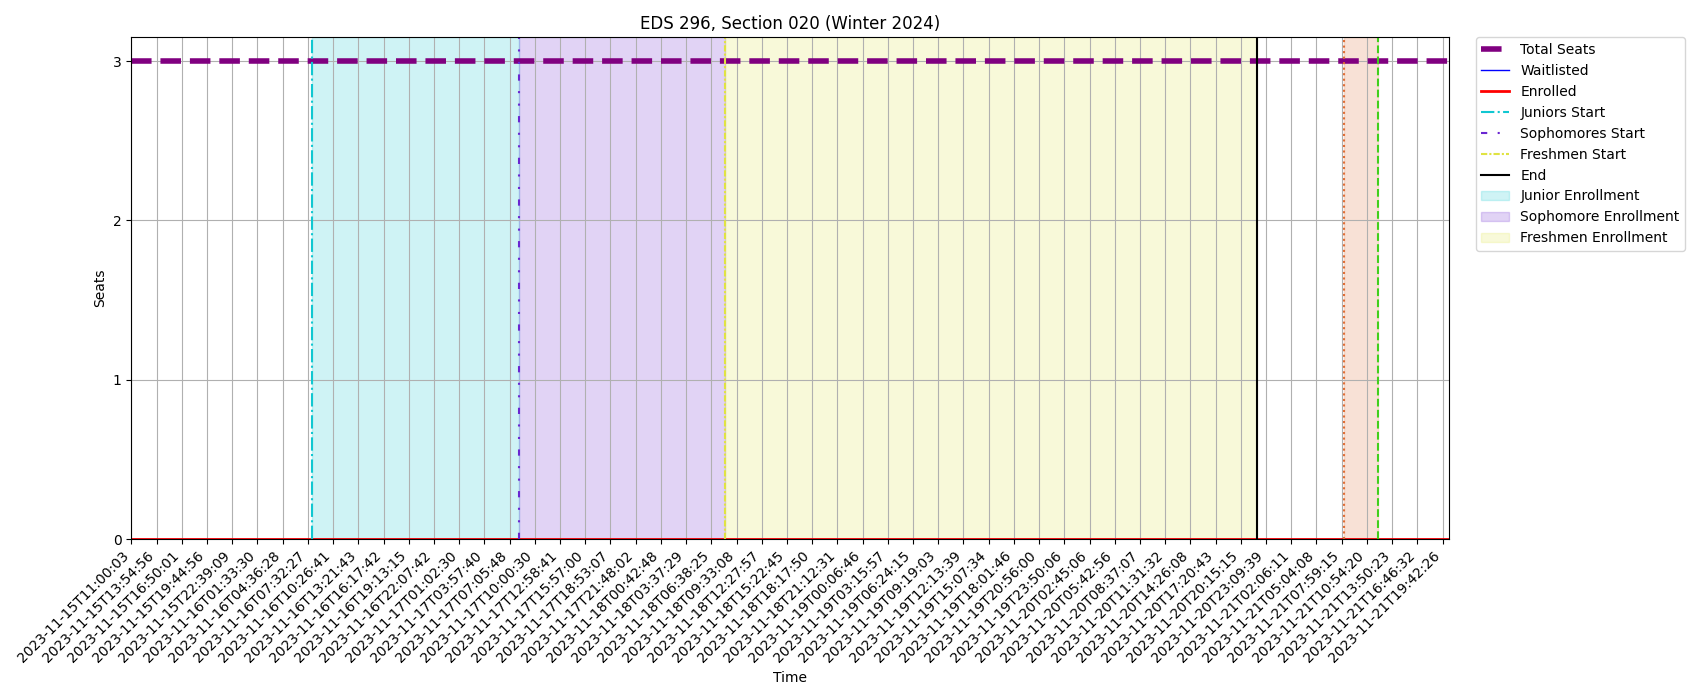 EDS 296, Section 020 (Winter 2024)
3
2
1
0
Seats
2023-11-15T11:00:03
2023-11-15T13:54:56
2023-11-15T16:50:01
2023-11-15T19:44:56
2023-11-15T22:39:09
2023-11-16T01:33:30
2023-11-16T04:36:28
2023-11-16T07:32:27
2023-11-16T10:26:41
2023-11-16T13:21:43
2023-11-16T16:17:42
2023-11-16T19:13:15
2023-11-16T22:07:42
2023-11-17T01:02:30
2023-11-17T03:57:40
2023-11-17T07:05:48
2023-11-17T10:00:30
2023-11-17T12:58:41
2023-11-17T15:57:00
2023-11-17T18:53:07
2023-11-17T21:48:02
2023-11-18T00:42:48
2023-11-18T03:37:29
2023-11-18T06:38:25
2023-11-18T09:33:08
2023-11-18T12:27:57
2023-11-18T15:22:45
2023-11-18T18:17:50
2023-11-18T21:12:31
2023-11-19T00:06:46
2023-11-19T03:15:57
2023-11-19T06:24:15
2023-11-19T09:19:03
2023-11-19T12:13:39
2023-11-19T15:07:34
2023-11-19T18:01:46
2023-11-19T20:56:00
2023-11-19T23:50:06
2023-11-20T02:45:06
2023-11-20T05:42:56
2023-11-20T08:37:07
2023-11-20T11:31:32
2023-11-20T14:26:08
2023-11-20T17:20:43
2023-11-20T20:15:15
2023-11-20T23:09:39
2023-11-21T02:06:11
2023-11-21T05:04:08
2023-11-21T07:59:15
2023-11-21T10:54:20
2023-11-21T13:50:23
2023-11-21T16:46:32
2023-11-21T19:42:26
Time
Total Seats
Waitlisted
Enrolled
Juniors Start
Sophomores Start
Freshmen Start
End
Junior Enrollment
Sophomore Enrollment
Freshmen Enrollment